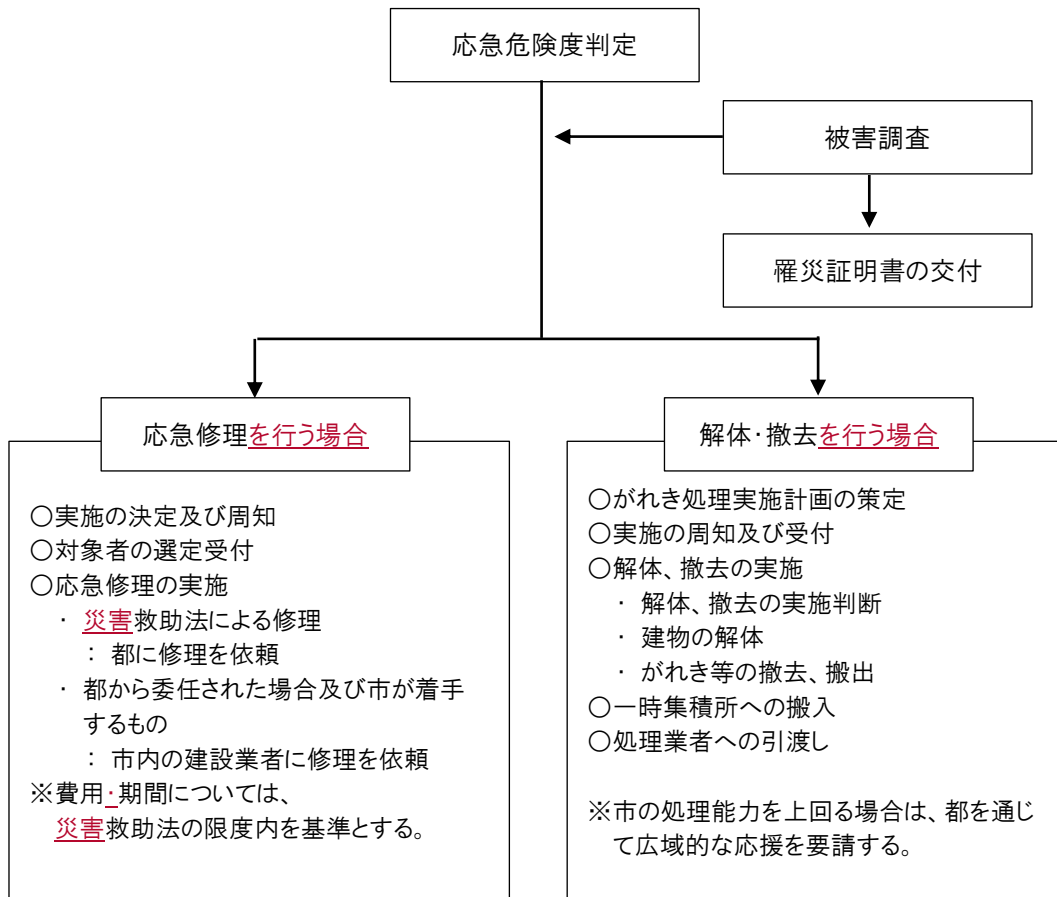 応急危険度判定
被害調査
罹災証明書の交付
応急修理を行う場合
〇実施の決定及び周知
〇対象者の選定受付
〇応急修理の実施
・ 災害救助法による修理
： 都に修理を依頼
・ 都から委任された場合及び市が着手
するもの
： 市内の建設業者に修理を依頼
※費用・期間については、
災害救助法の限度内を基準とする。
解体・撤去を行う場合
〇がれき処理実施計画の策定
〇実施の周知及び受付
〇解体、撤去の実施
・ 解体、撤去の実施判断
・ 建物の解体
・ がれき等の撤去、搬出
〇一時集積所への搬入
〇処理業者への引渡し
※市の処理能力を上回る場合は、都を通じ
て広域的な応援を要請する。